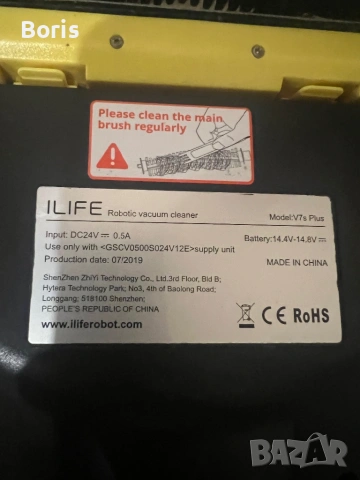 Boris
Please clean the main
brush regularly
ILIFE Robotic vacuum cleaner Model:V7s Plus
Input: DC24V ⎓ 0.5A Battery:14.4V-14.8V ⎓
Use only with <GSCV0500S024V12E>supply unit
Production date: 07/2019 MADE IN CHINA
ShenZhen ZhiYi Technology Co., Ltd,3rd Floor, Bld B;
Hytera Technology Park; No3, 4th of Baolong Road;
Longgang; 518100 Shenzhen;
PEOPLE'S REPUBLIC OF CHINA
www.iliferobot.com CE RoHS
BAZAR